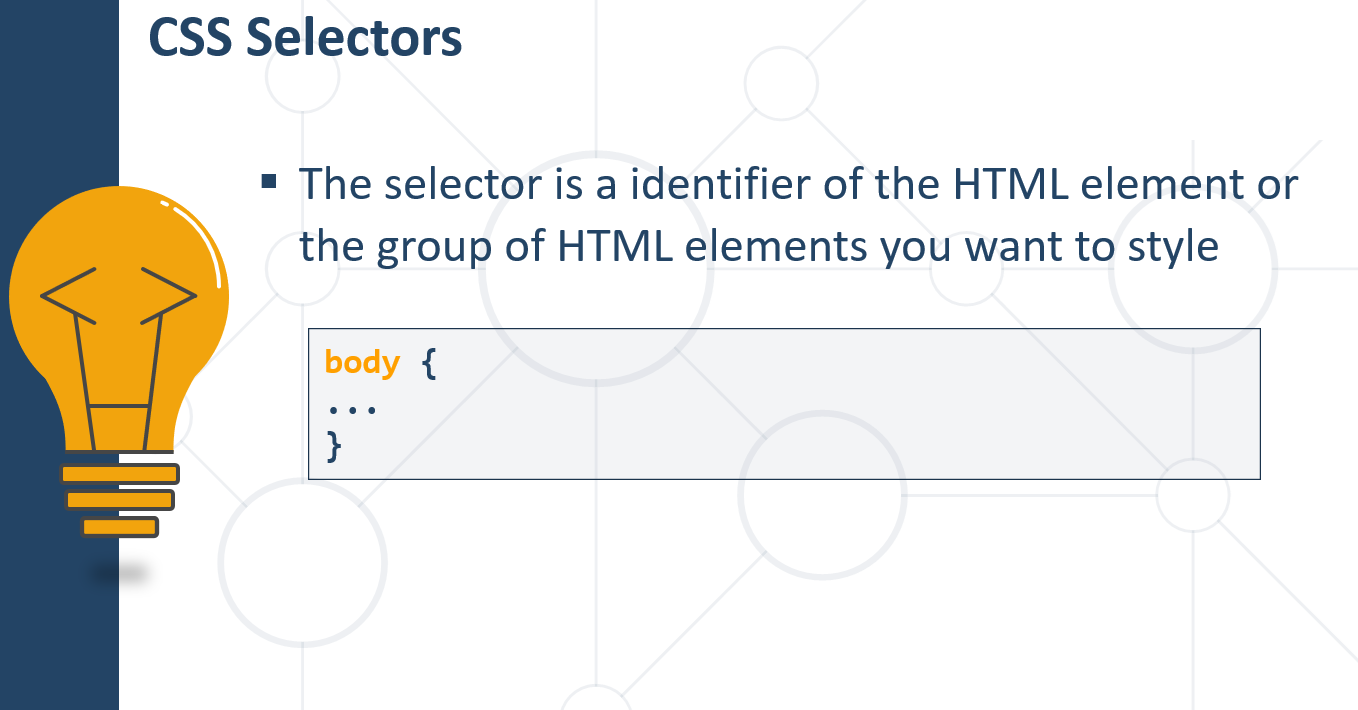 CSS Selectors
▪ The selector is a identifier of the HTML element or
the group of HTML elements you want to style
body {
...
}